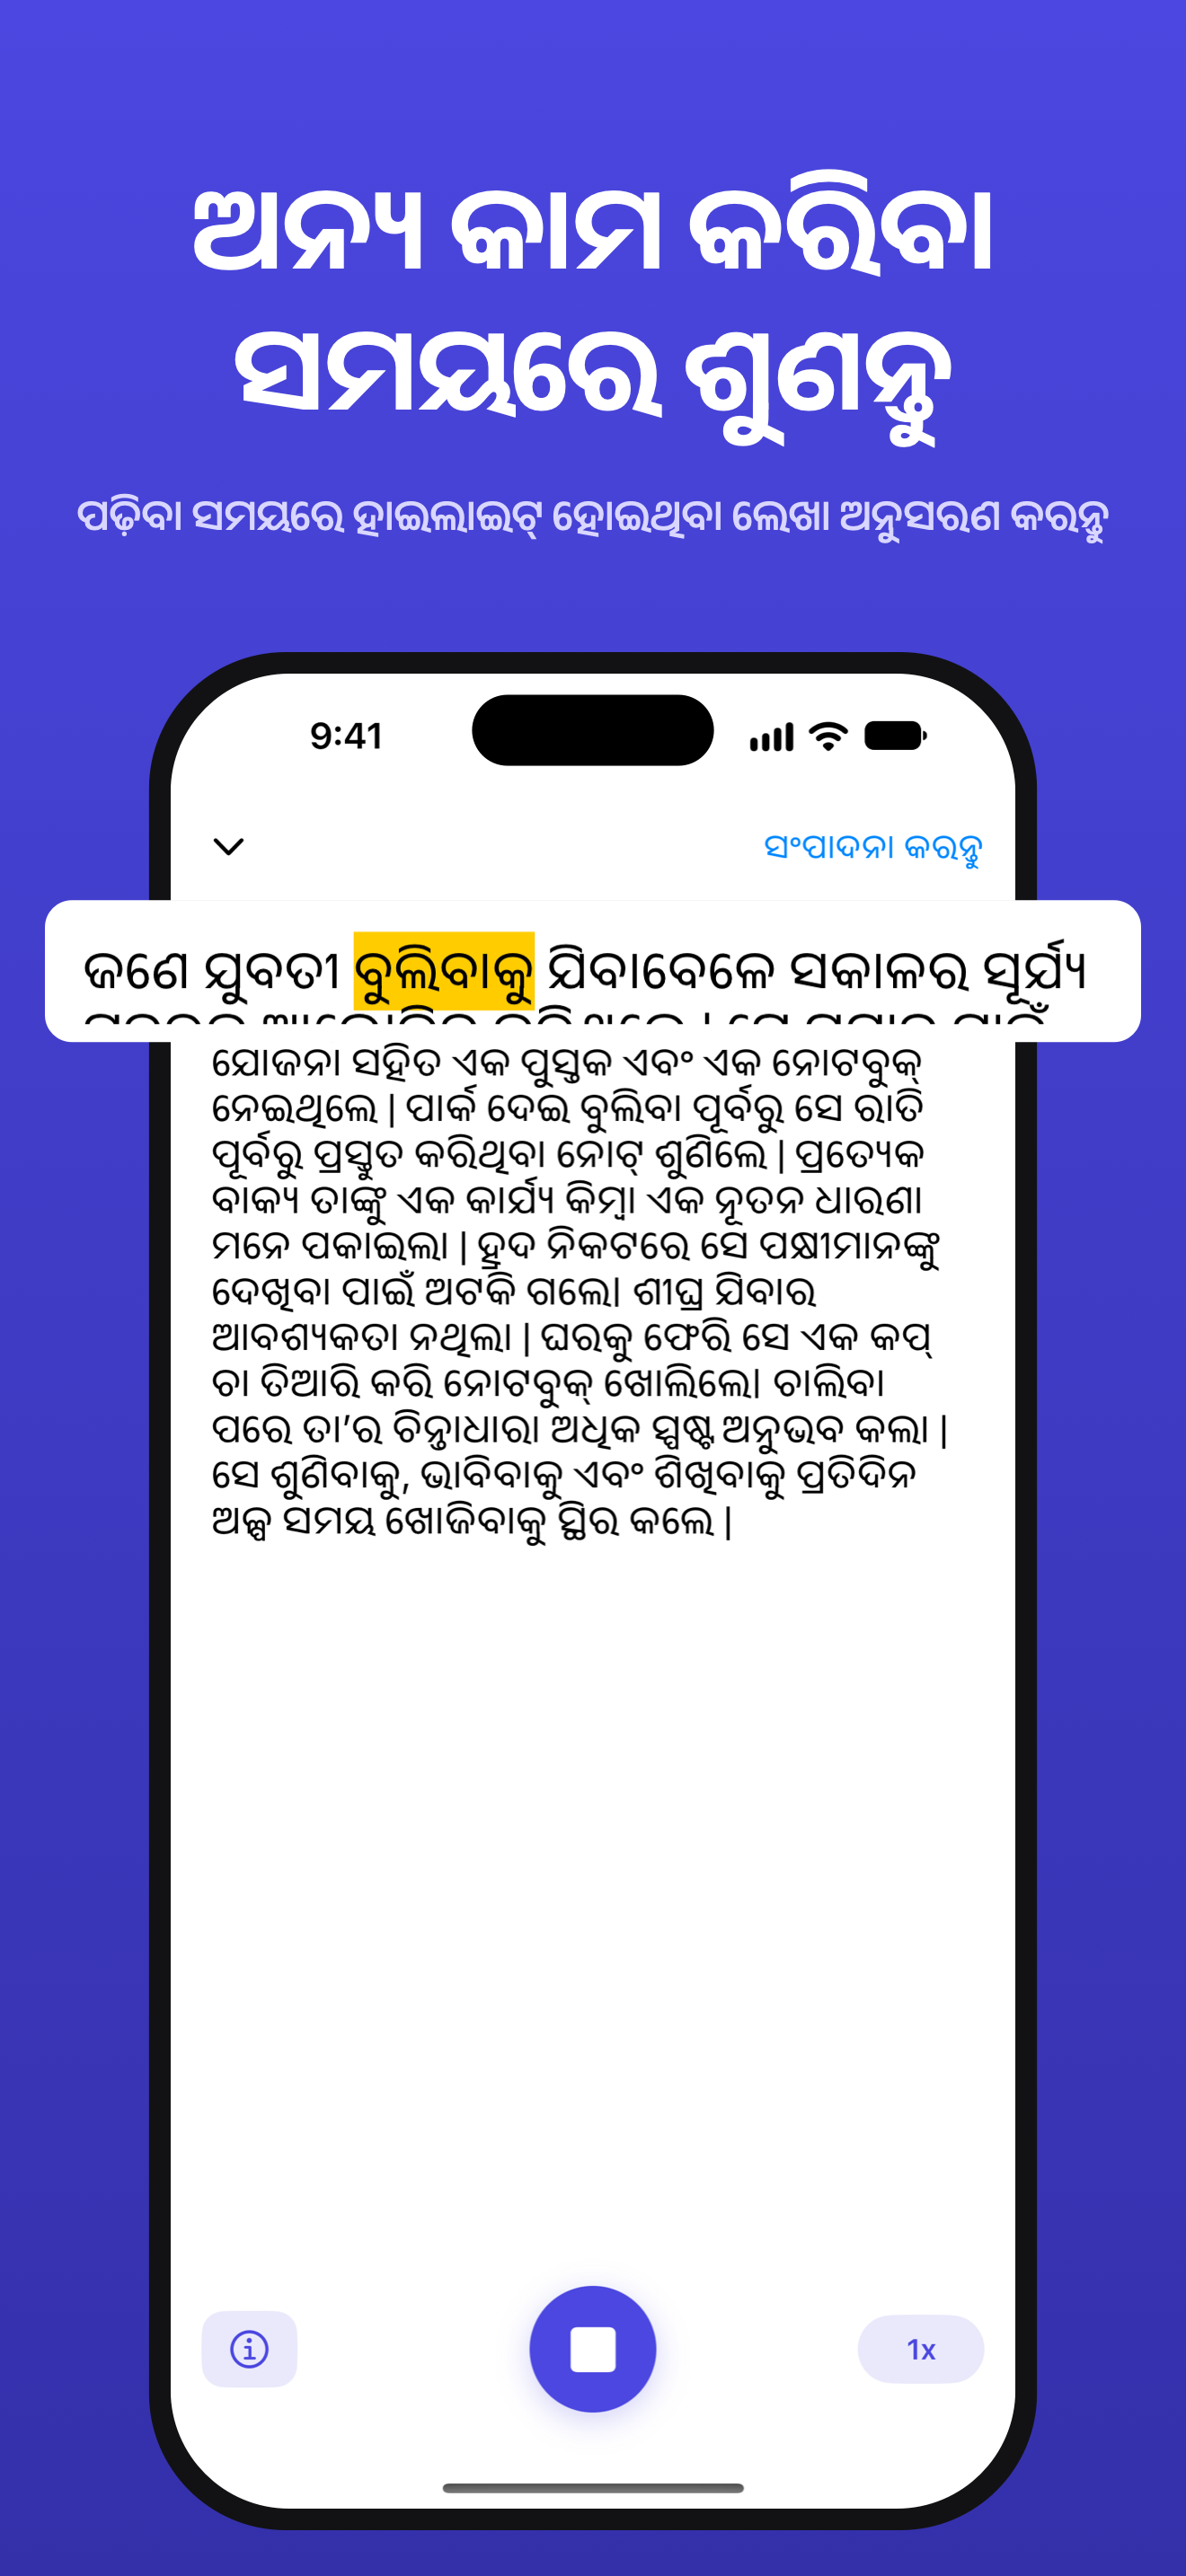 ଅନ୍ୟ କାମ କରିବା
ସମୟରେ ଶୁଣନ୍ତୁ
ପଢ଼ିବା ସମୟରେ ହାଇଲାଇଟ୍ ହୋଇଥିବା ଲେଖା ଅନୁସରଣ କରନ୍ତୁ
9:41
ସଂପାଦନା କରନ୍ତୁ
ଜଣେ ଯୁବତୀ ବୁଲିବାକୁ ଯିବାବେଳେ ସକାଳର ସୂର୍ଯ୍ୟ
ଯୋଜନା ସହିତ ଏକ ପୁସ୍ତକ ଏବଂ ଏକ ନୋଟବୁକ୍
ନେଇଥିଲେ | ପାର୍କ ଦେଇ ବୁଲିବା ପୂର୍ବରୁ ସେ ରାତି
ପୂର୍ବରୁ ପ୍ରସ୍ତୁତ କରିଥିବା ନୋଟ୍ ଶୁଣିଲେ | ପ୍ରତ୍ୟେକ
ବାକ୍ୟ ତାଙ୍କୁ ଏକ କାର୍ଯ୍ୟ କିମ୍ବା ଏକ ନୂତନ ଧାରଣା
ମନେ ପକାଇଲା | ହ୍ରଦ ନିକଟରେ ସେ ପକ୍ଷୀମାନଙ୍କୁ
ଦେଖିବା ପାଇଁ ଅଟକି ଗଲେ। ଶୀଘ୍ର ଯିବାର
ଆବଶ୍ୟକତା ନଥିଲା | ଘରକୁ ଫେରି ସେ ଏକ କପ୍
ଚା ତିଆରି କରି ନୋଟବୁକ୍ ଖୋଲିଲେ। ଚାଲିବା
ପରେ ତା’ର ଚିନ୍ତାଧାରା ଅଧିକ ସ୍ପଷ୍ଟ ଅନୁଭବ କଲା |
ସେ ଶୁଣିବାକୁ, ଭାବିବାକୁ ଏବଂ ଶିଖିବାକୁ ପ୍ରତିଦିନ
ଅଳ୍ପ ସମୟ ଖୋଜିବାକୁ ସ୍ଥିର କଲେ |
1x